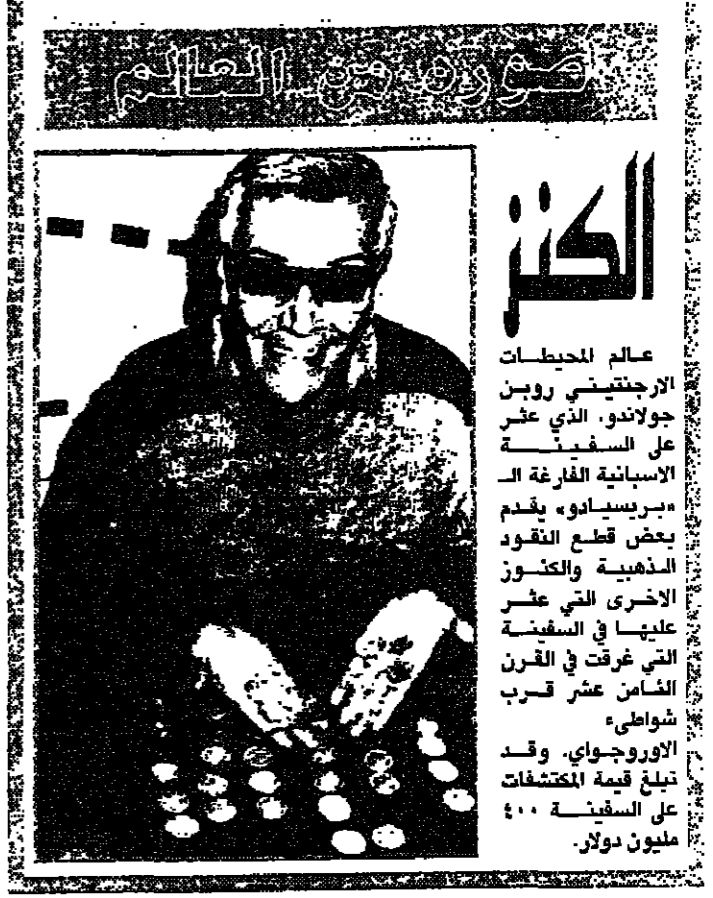 صورة من العالم
الكنز
عالم المحيطات
الارجنتيني روبن
جولاندو، الذي عثر
على السفينة
الاسبانية الفارغة الـ
«بريسيادو» يقدم
بعض قطع النقود
الذهبية والكنوز
الاخرى التي عثر
عليها في السفينة
التي غرقت في القرن
الثامن عشر قرب
شواطىء
الاوروجواي. وقد
تبلغ قيمة المكتشفات
على السفينة ٤٠٠
مليون دولار.